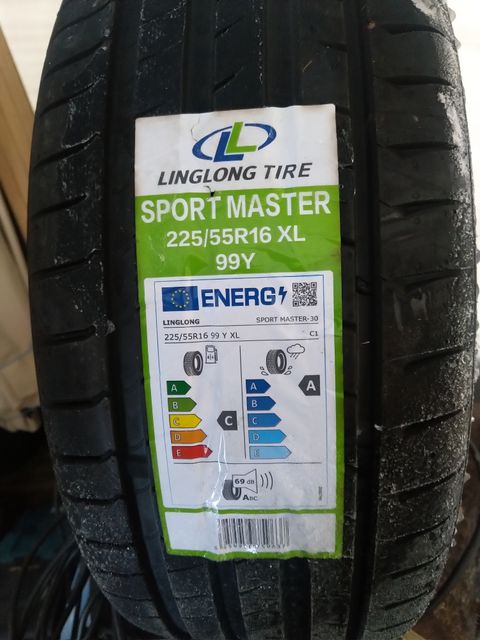 LINGLONG TIRE
SPORT MASTER
225/55R16 XL
99Y
ENERG
LINGLONG SPORT MASTER-30
225/55R16 99 Y XL C1
A A A
B B
C C C
D D
E E
69 dB
ABC